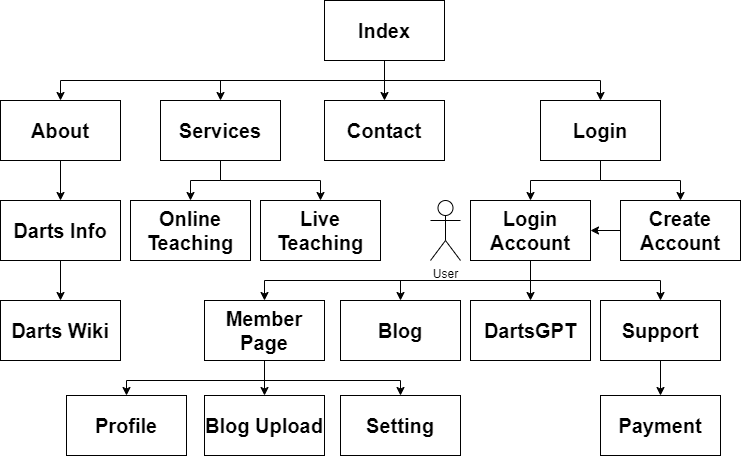 Index
About
Services
Contact
Login
Darts Info
Online
Teaching
Live
Teaching
User
Login
Account
Create
Account
Darts Wiki
Member
Page
Blog
DartsGPT
Support
Profile
Blog Upload
Setting
Payment